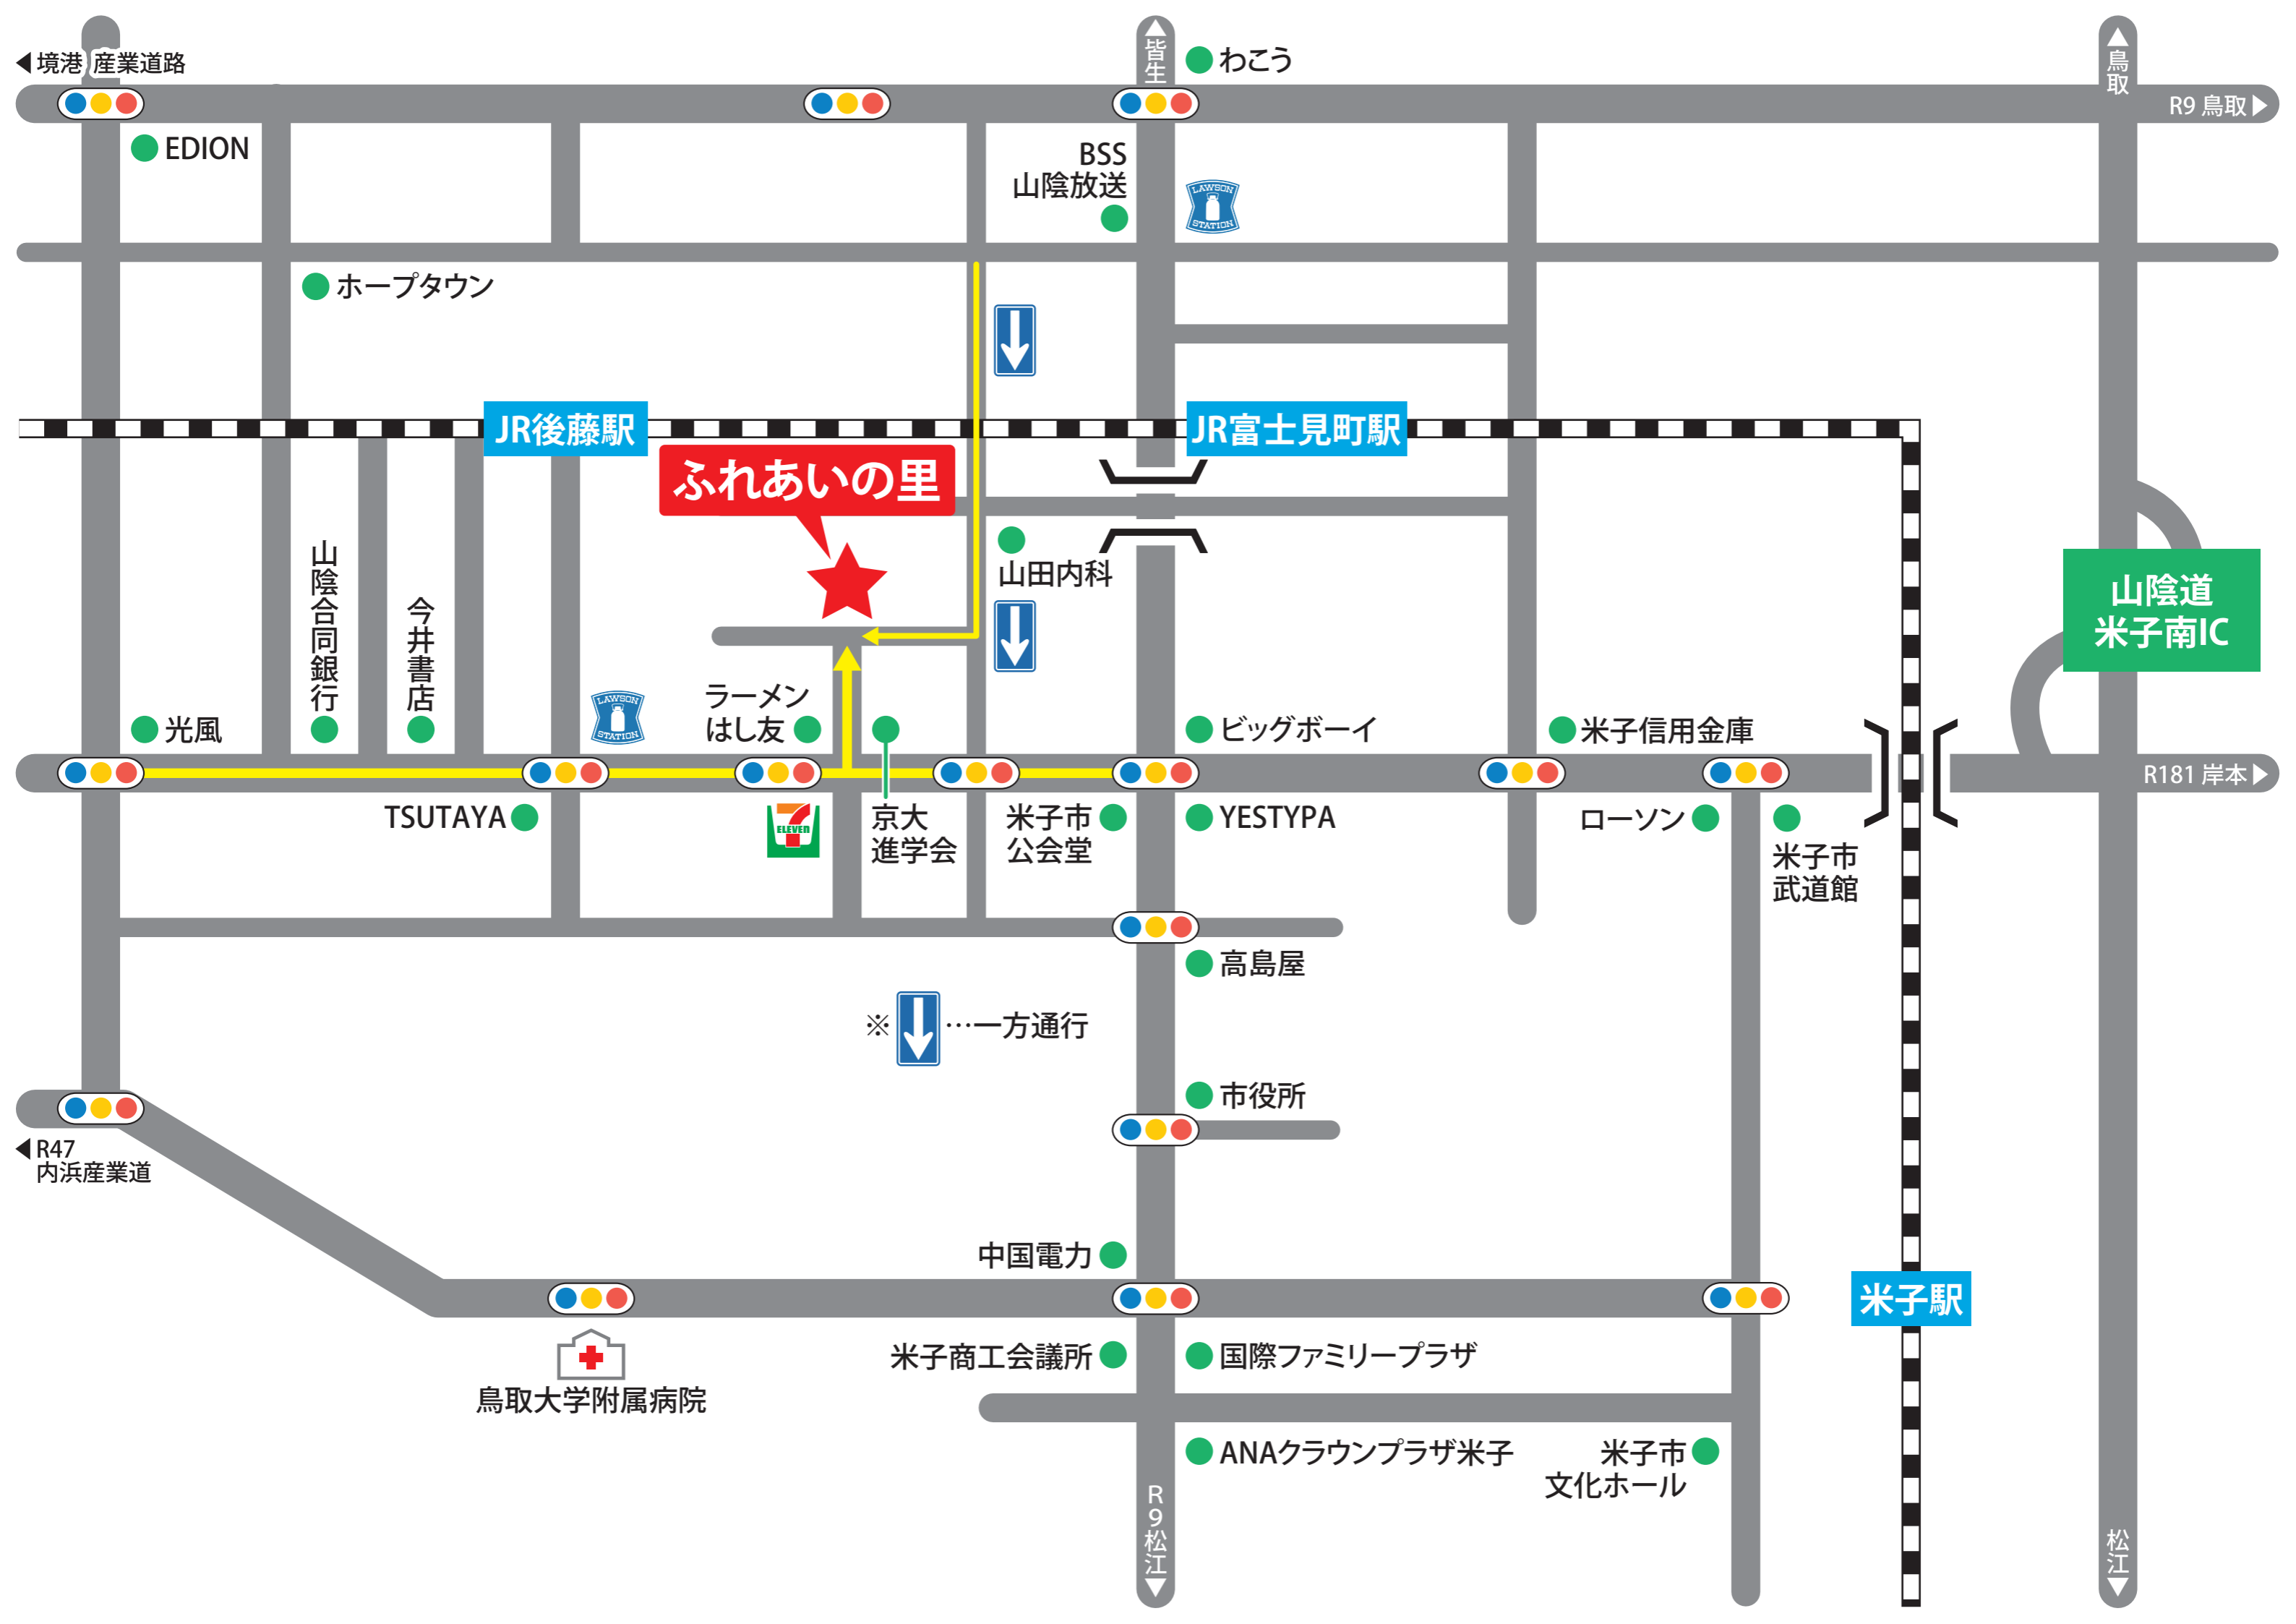 境港 産業道路
皆生
わこう
鳥取
R9 鳥取
EDION
BSS
山陰放送
LAWSON
STATION
ホープタウン
JR後藤駅
JR富士見町駅
ふれあいの里
山田内科
山陰合同銀行
今井書店
山陰道
米子南IC
光風
LAWSON
STATION
ラーメン
はし友
ビッグボーイ
米子信用金庫
R181 岸本
TSUTAYA
7
ELEVEN
京大
進学会
米子市
公会堂
YESTYPA
ローソン
米子市
武道館
高島屋
※…一方通行
市役所
R47
内浜産業道
中国電力
米子駅
米子商工会議所
国際ファミリープラザ
鳥取大学附属病院
ANAクラウンプラザ米子
米子市
文化ホール
R9松江
松江